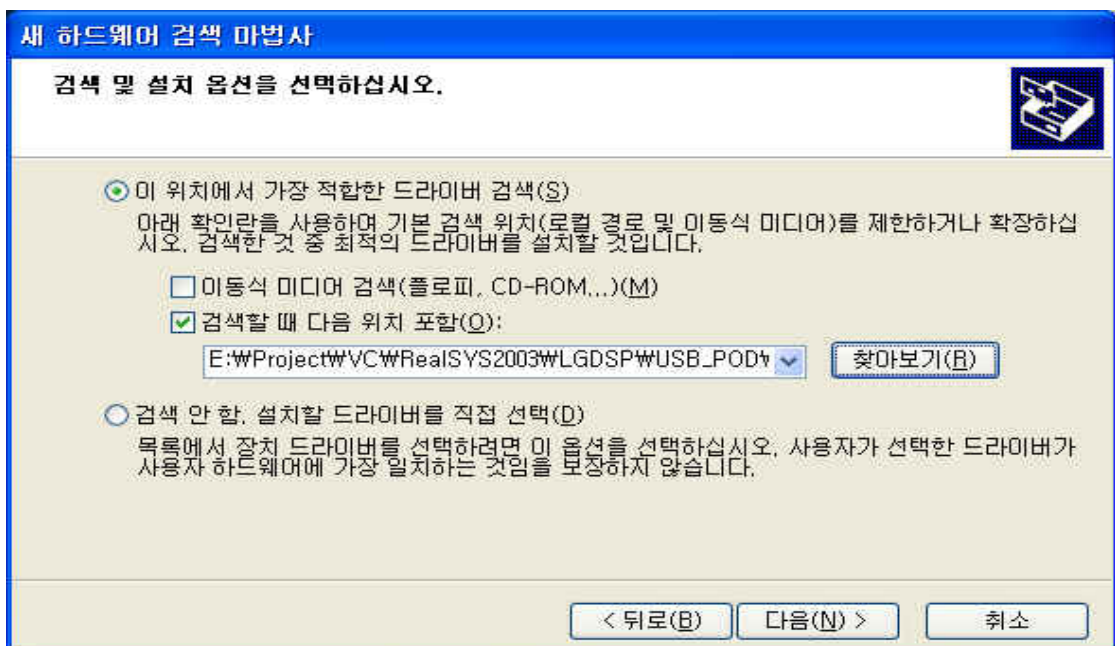 새 하드웨어 검색 마법사
검색 및 설치 옵션을 선택하십시오.
이 위치에서 가장 적합한 드라이버 검색(S)
아래 확인란을 사용하여 기본 검색 위치(로컬 경로 및 이동식 미디어)를 제한하거나 확장하십
시오. 검색한 것 중 최적의 드라이버를 설치할 것입니다.
이동식 미디어 검색(플로피, CD-ROM...)(M)
검색할 때 다음 위치 포함(O):
E:₩Project₩VC₩RealSYS2003₩LGDSP₩USB_POD₩
찾아보기(R)
검색 안 함. 설치할 드라이버를 직접 선택(D)
목록에서 장치 드라이버를 선택하려면 이 옵션을 선택하십시오. 사용자가 선택한 드라이버가
사용자 하드웨어에 가장 일치하는 것임을 보장하지 않습니다.
< 뒤로(B) 다음(N) > 취소